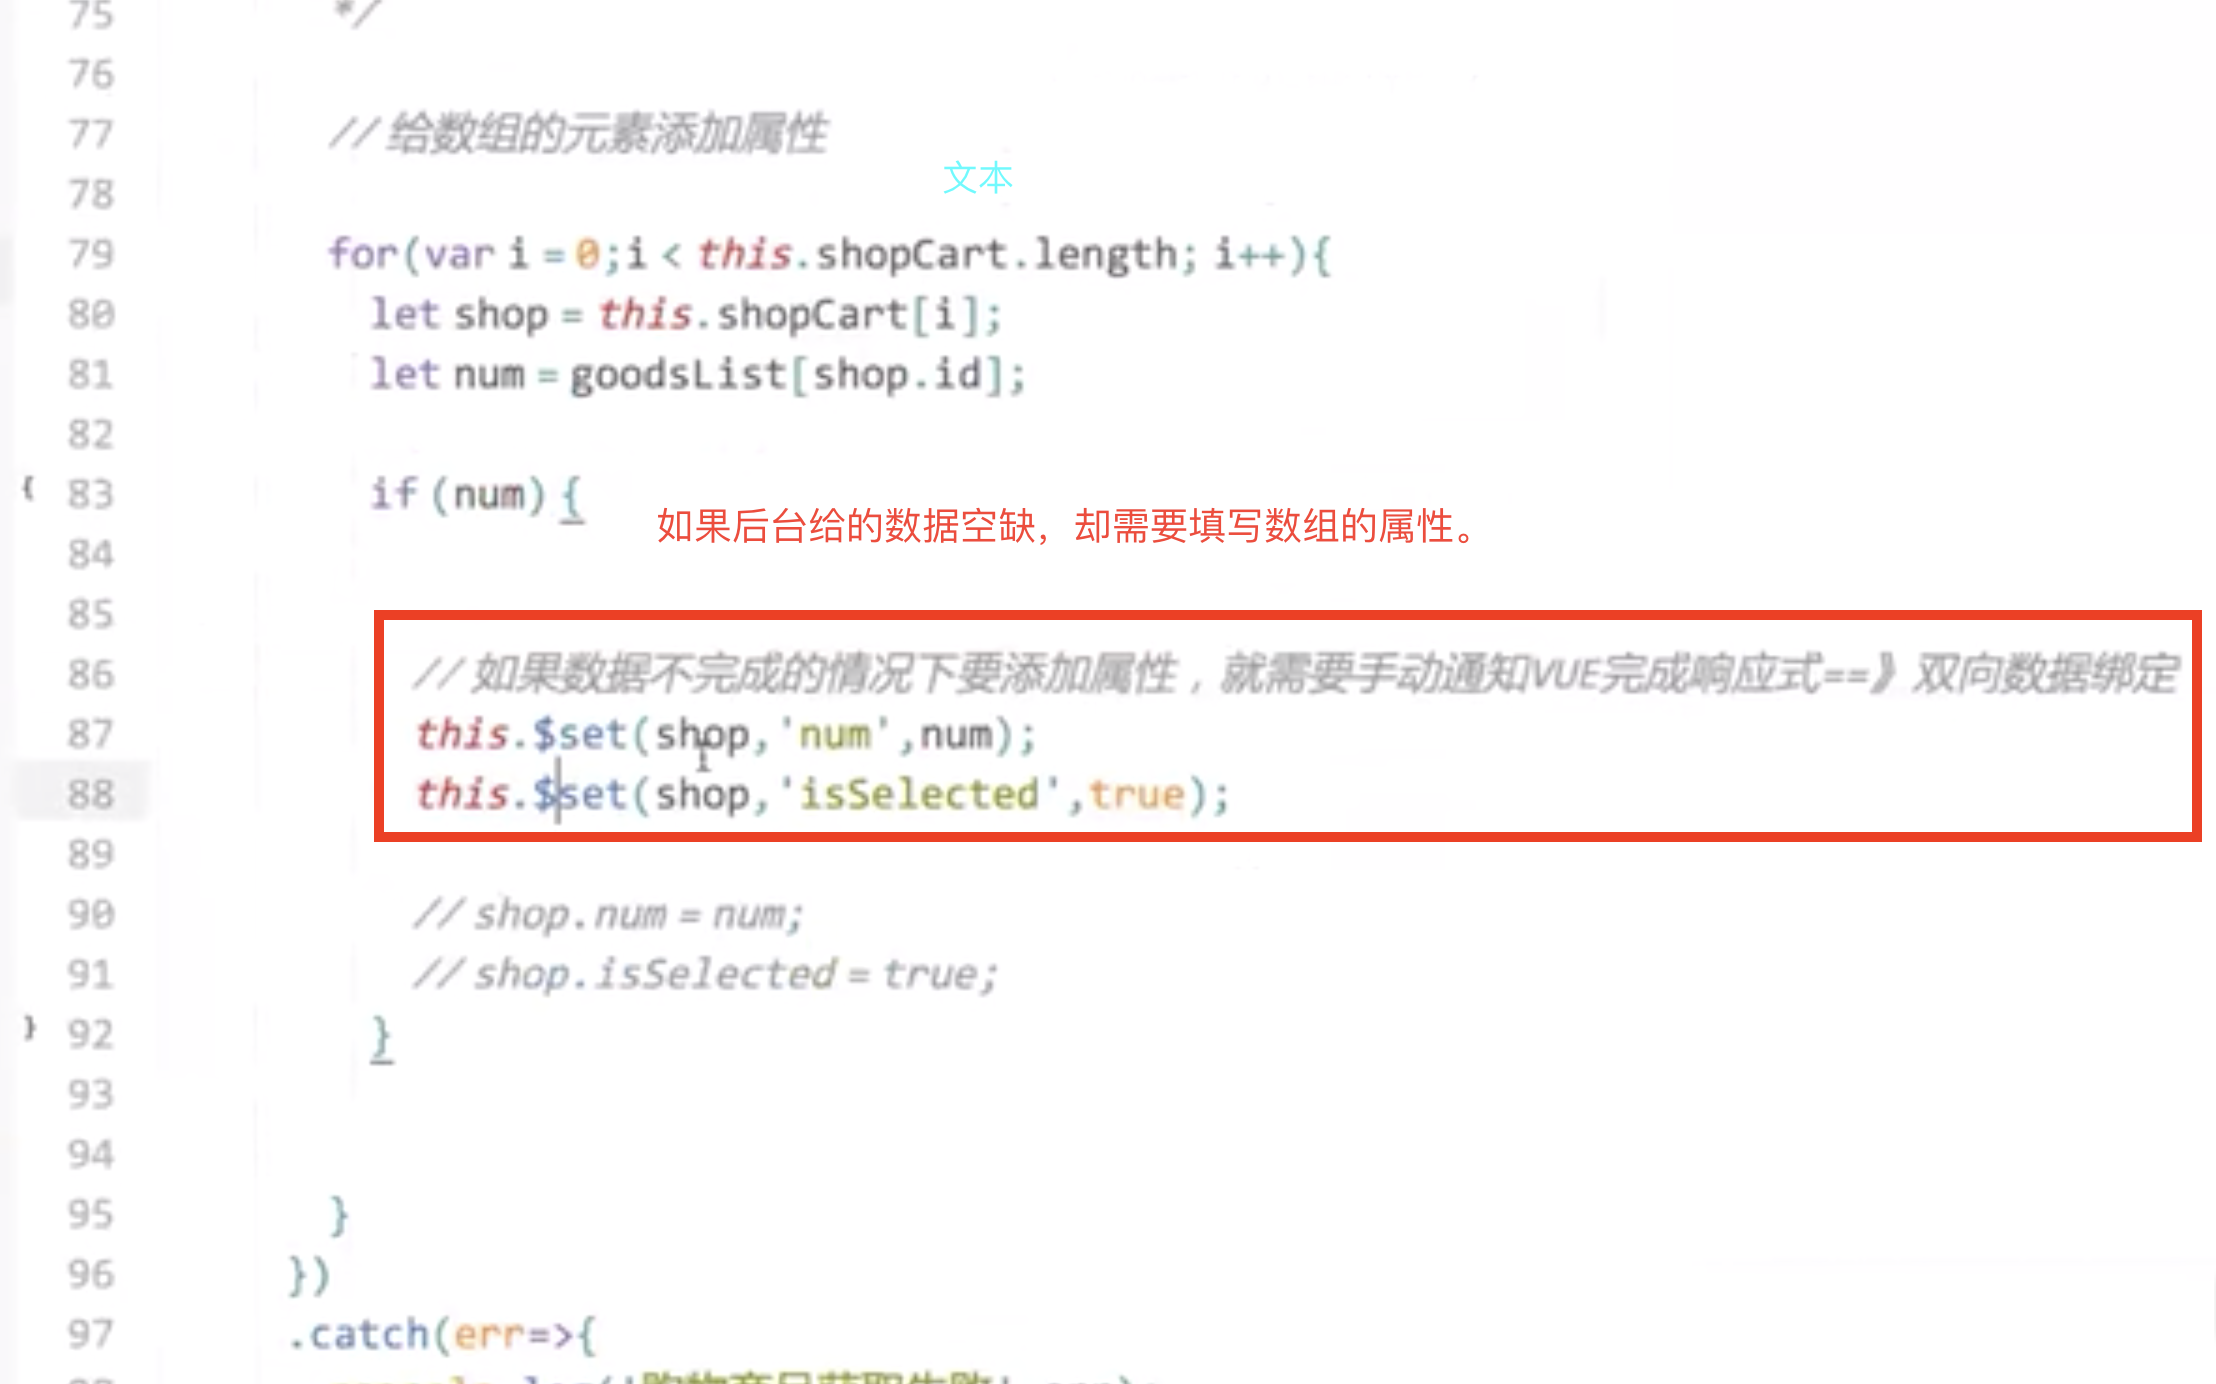 75 */
76
77 // 给数组的元素添加属性
文本
78
79 for(var i = 0;i < this.shopCart.length; i++){
80 let shop = this.shopCart[i];
81 let num = goodsList[shop.id];
82
{ 83 if (num) {
如果后台给的数据空缺，却需要填写数组的属性。
84
85
86 // 如果数据不完成的情况下要添加属性，就需要手动通知VUE完成响应式==》双向数据绑定
87 this.$set(shop,'num',num);
88 this.$set(shop,'isSelected',true);
89
90 // shop.num = num;
91 // shop.isSelected = true;
} 92 }
93
94
95 }
96 })
97 .catch(err=>{